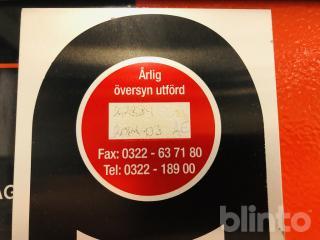 Årlig
översyn utförd
Fax: 0322 - 63 71 80
Tel: 0322 - 189 00
blinto